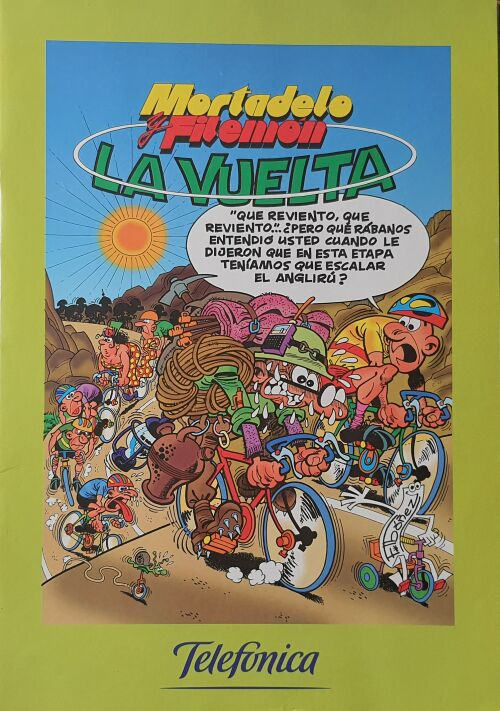 Mortadelo
y Filemón
LA VUELTA
"QUE REVIENTO, QUE
REVIENTO.".. ¿PERO QUÉ RÁBANOS
ENTENDIÓ USTED CUANDO LE
DIJERON QUE EN ESTA ETAPA
TENÍAMOS QUE ESCALAR
EL ANGLIRÚ?
Telefónica